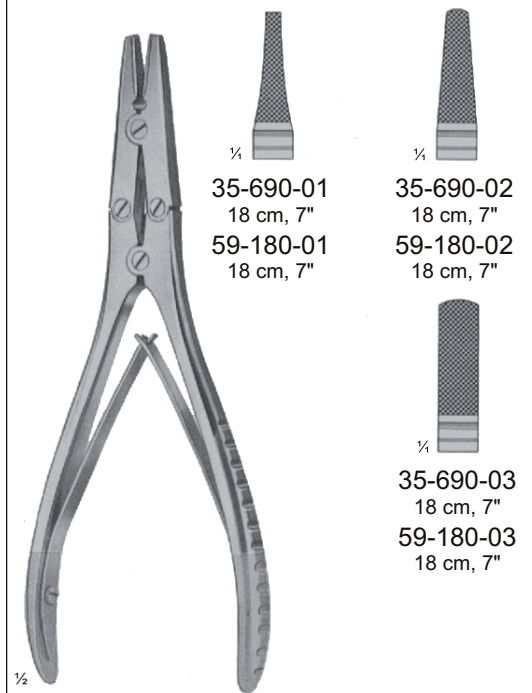 ⅟₁
35-690-01
18 cm, 7"
59-180-01
18 cm, 7"
⅟₁
35-690-02
18 cm, 7"
59-180-02
18 cm, 7"
⅟₁
35-690-03
18 cm, 7"
59-180-03
18 cm, 7"
½